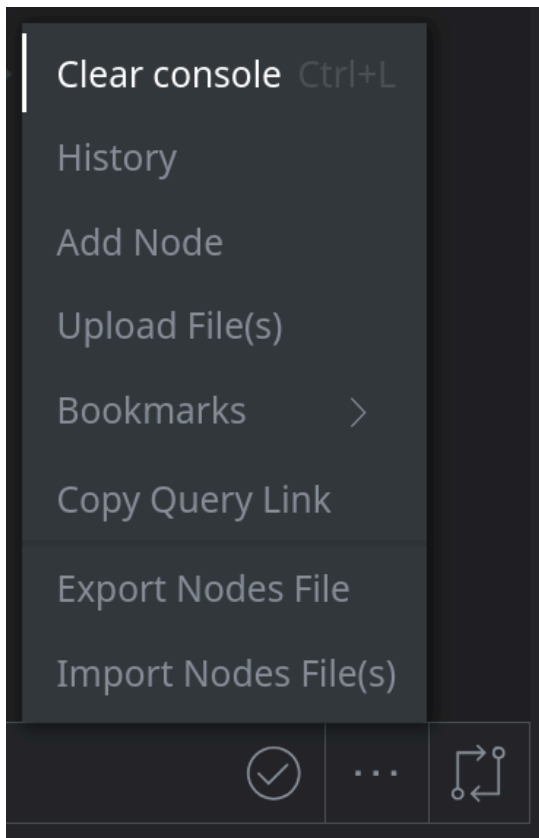 Clear console Ctrl+L
History
Add Node
Upload File(s)
Bookmarks
Copy Query Link
Export Nodes File
Import Nodes File(s)